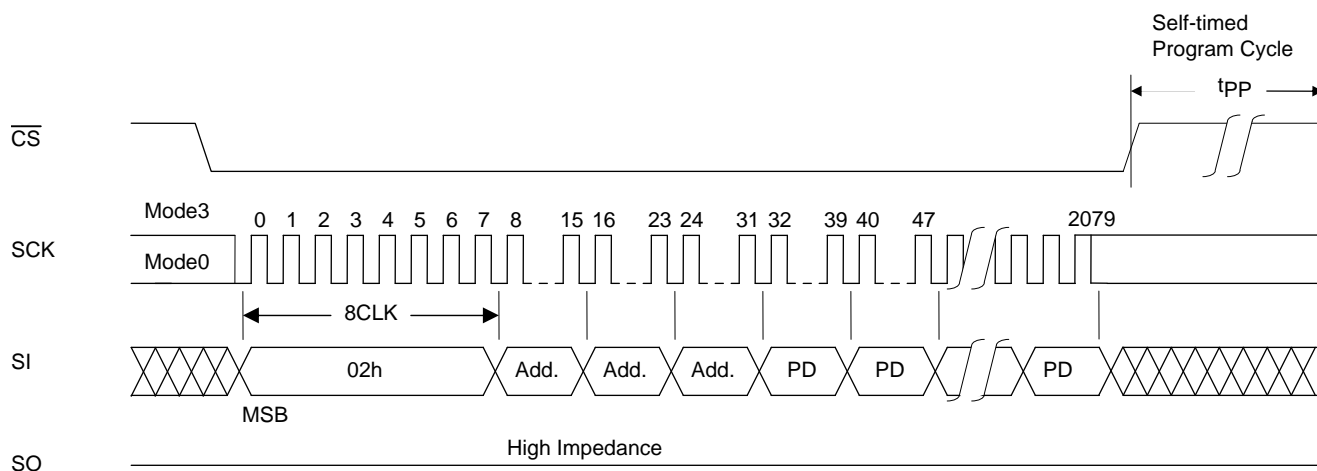 Self-timed
Program Cycle
tPP
CS
Mode3
0 1 2 3 4 5 6 7 8 15 16 23 24 31 32 39 40 47 2079
SCK
Mode0
8CLK
SI
02h Add. Add. Add. PD PD PD
MSB
High Impedance
SO